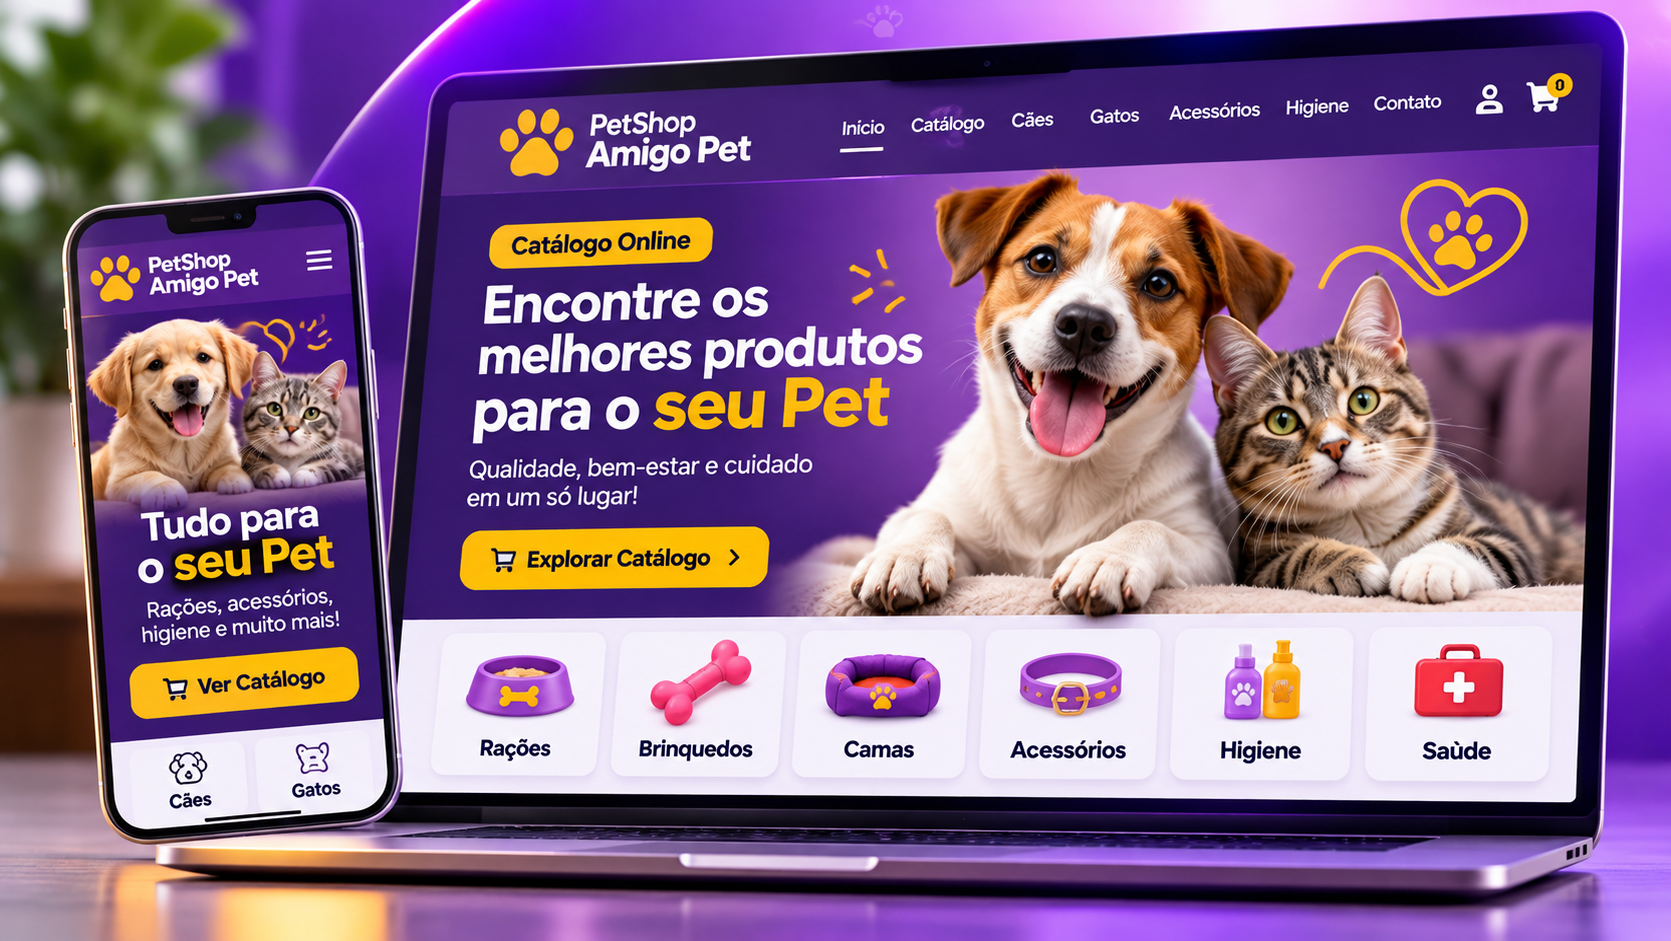 PetShop
Amigo Pet
Tudo para
o seu Pet
Rações, acessórios,
higiene e muito mais!
Ver Catálogo
Cães
Gatos
PetShop
Amigo Pet
Início
Catálogo
Cães
Gatos
Acessórios
Higiene
Contato
0
Catálogo Online
Encontre os
melhores produtos
para o seu Pet
Qualidade, bem-estar e cuidado
em um só lugar!
Explorar Catálogo
Rações
Brinquedos
Camas
Acessórios
Higiene
Saùde